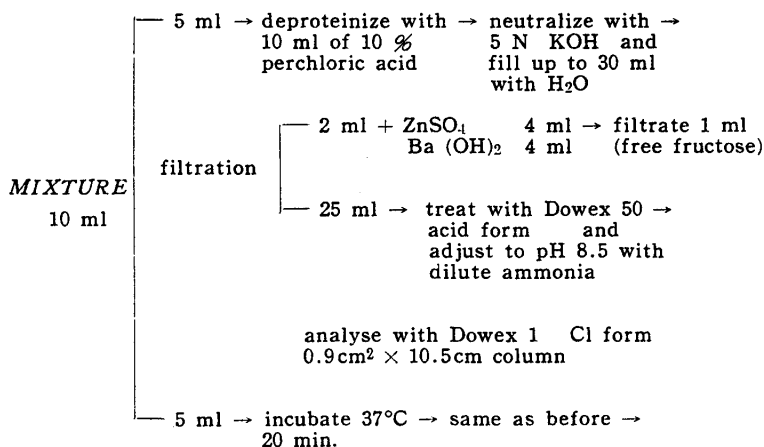 5 ml → deproteinize with → neutralize with →
10 ml of 10 % 5 N KOH and
perchloric acid fill up to 30 ml
with H₂O
2 ml + ZnSO₄ 4 ml → filtrate 1 ml
Ba (OH)₂ 4 ml (free fructose)
filtration
MIXTURE
10 ml
25 ml → treat with Dowex 50 →
acid form and
adjust to pH 8.5 with
dilute ammonia
analyse with Dowex 1 Cl form
0.9cm² × 10.5cm column
5 ml → incubate 37°C → same as before →
20 min.